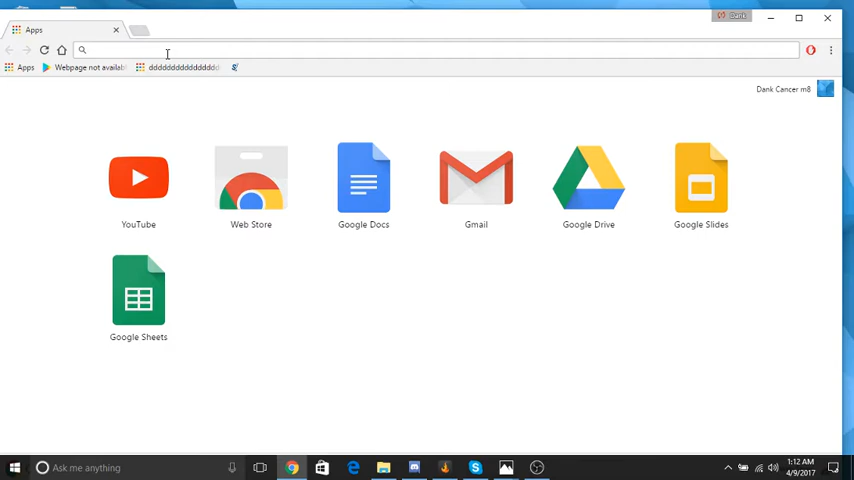 Dank
Apps
Apps
Webpage not availab
dddddddddddddddd
Dank Cancer m8
YouTube
Web Store
Google Docs
Gmail
Google Drive
Google Slides
Google Sheets
Ask me anything
1:12 AM
4/9/2017